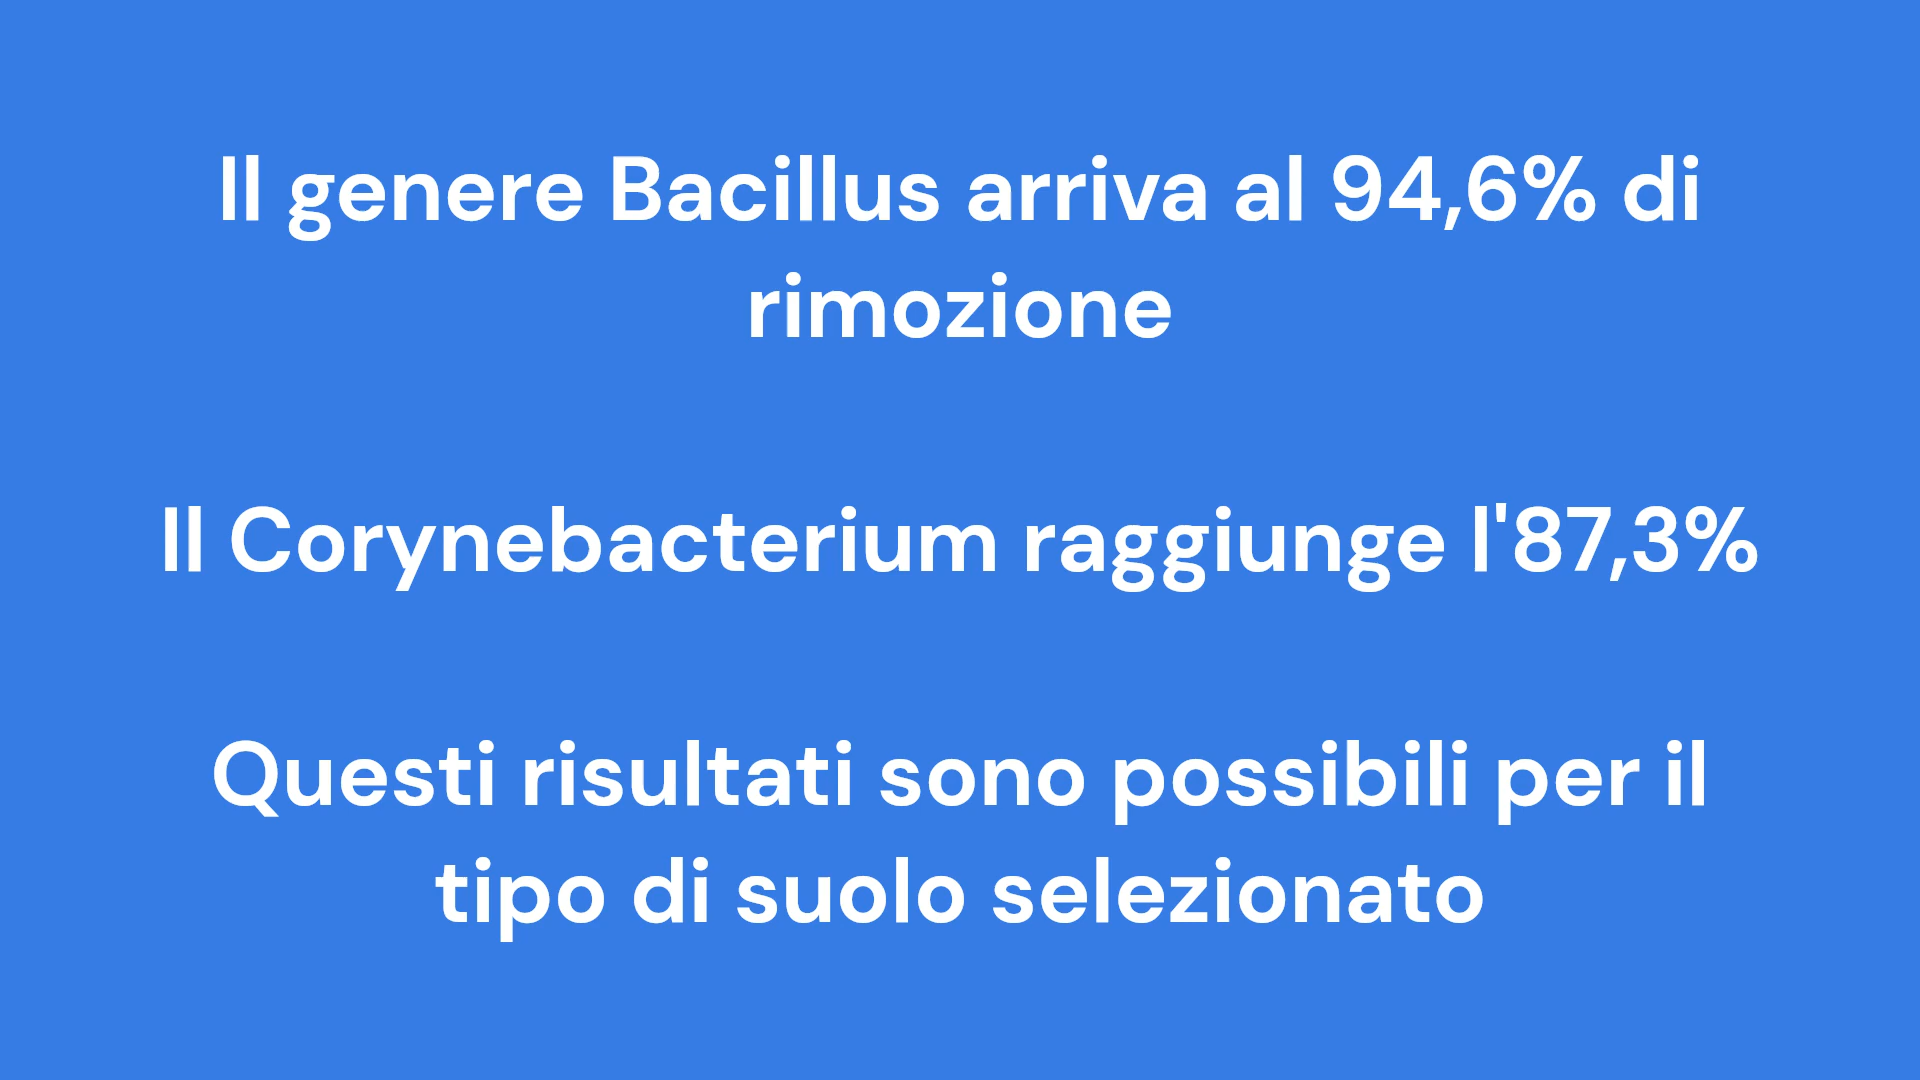 Il genere Bacillus arriva al 94,6% di
rimozione
Il Corynebacterium raggiunge l'87,3%
Questi risultati sono possibili per il
tipo di suolo selezionato